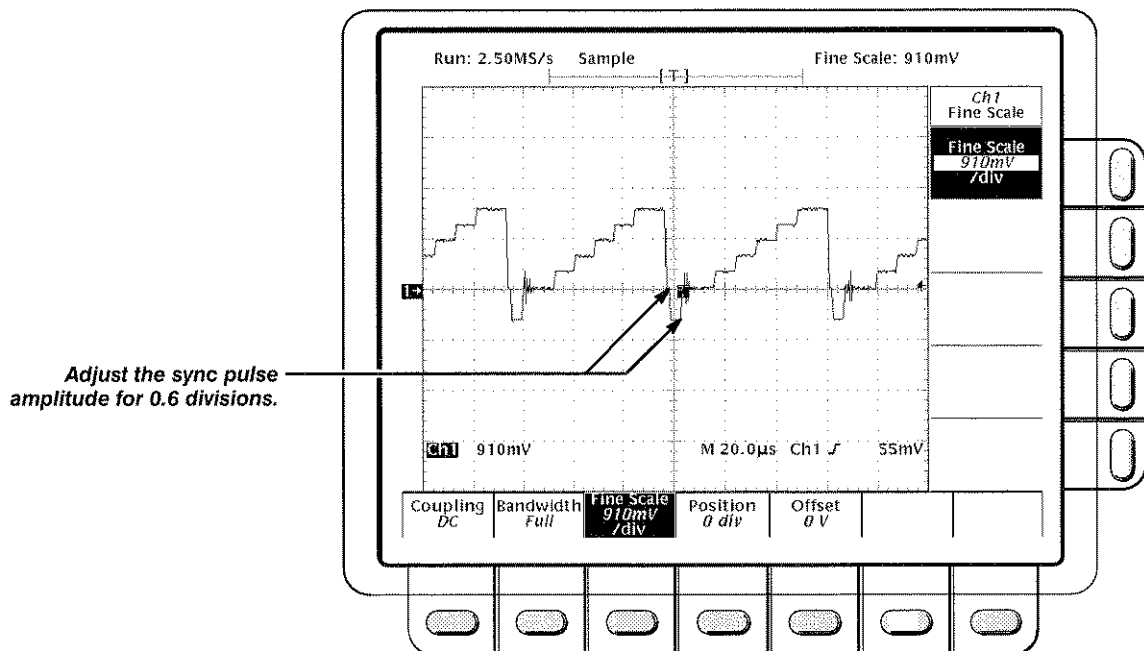 Run: 2.50MS/s Sample Fine Scale: 910mV
[ T ]
Ch1
Fine Scale
Fine Scale
910mV
/div
1→
Adjust the sync pulse
amplitude for 0.6 divisions.
Ch1 910mV M 20.0µs Ch1 55mV
Coupling
DC
Bandwidth
Full
Fine Scale
910mV
/div
Position
0 div
Offset
0 V